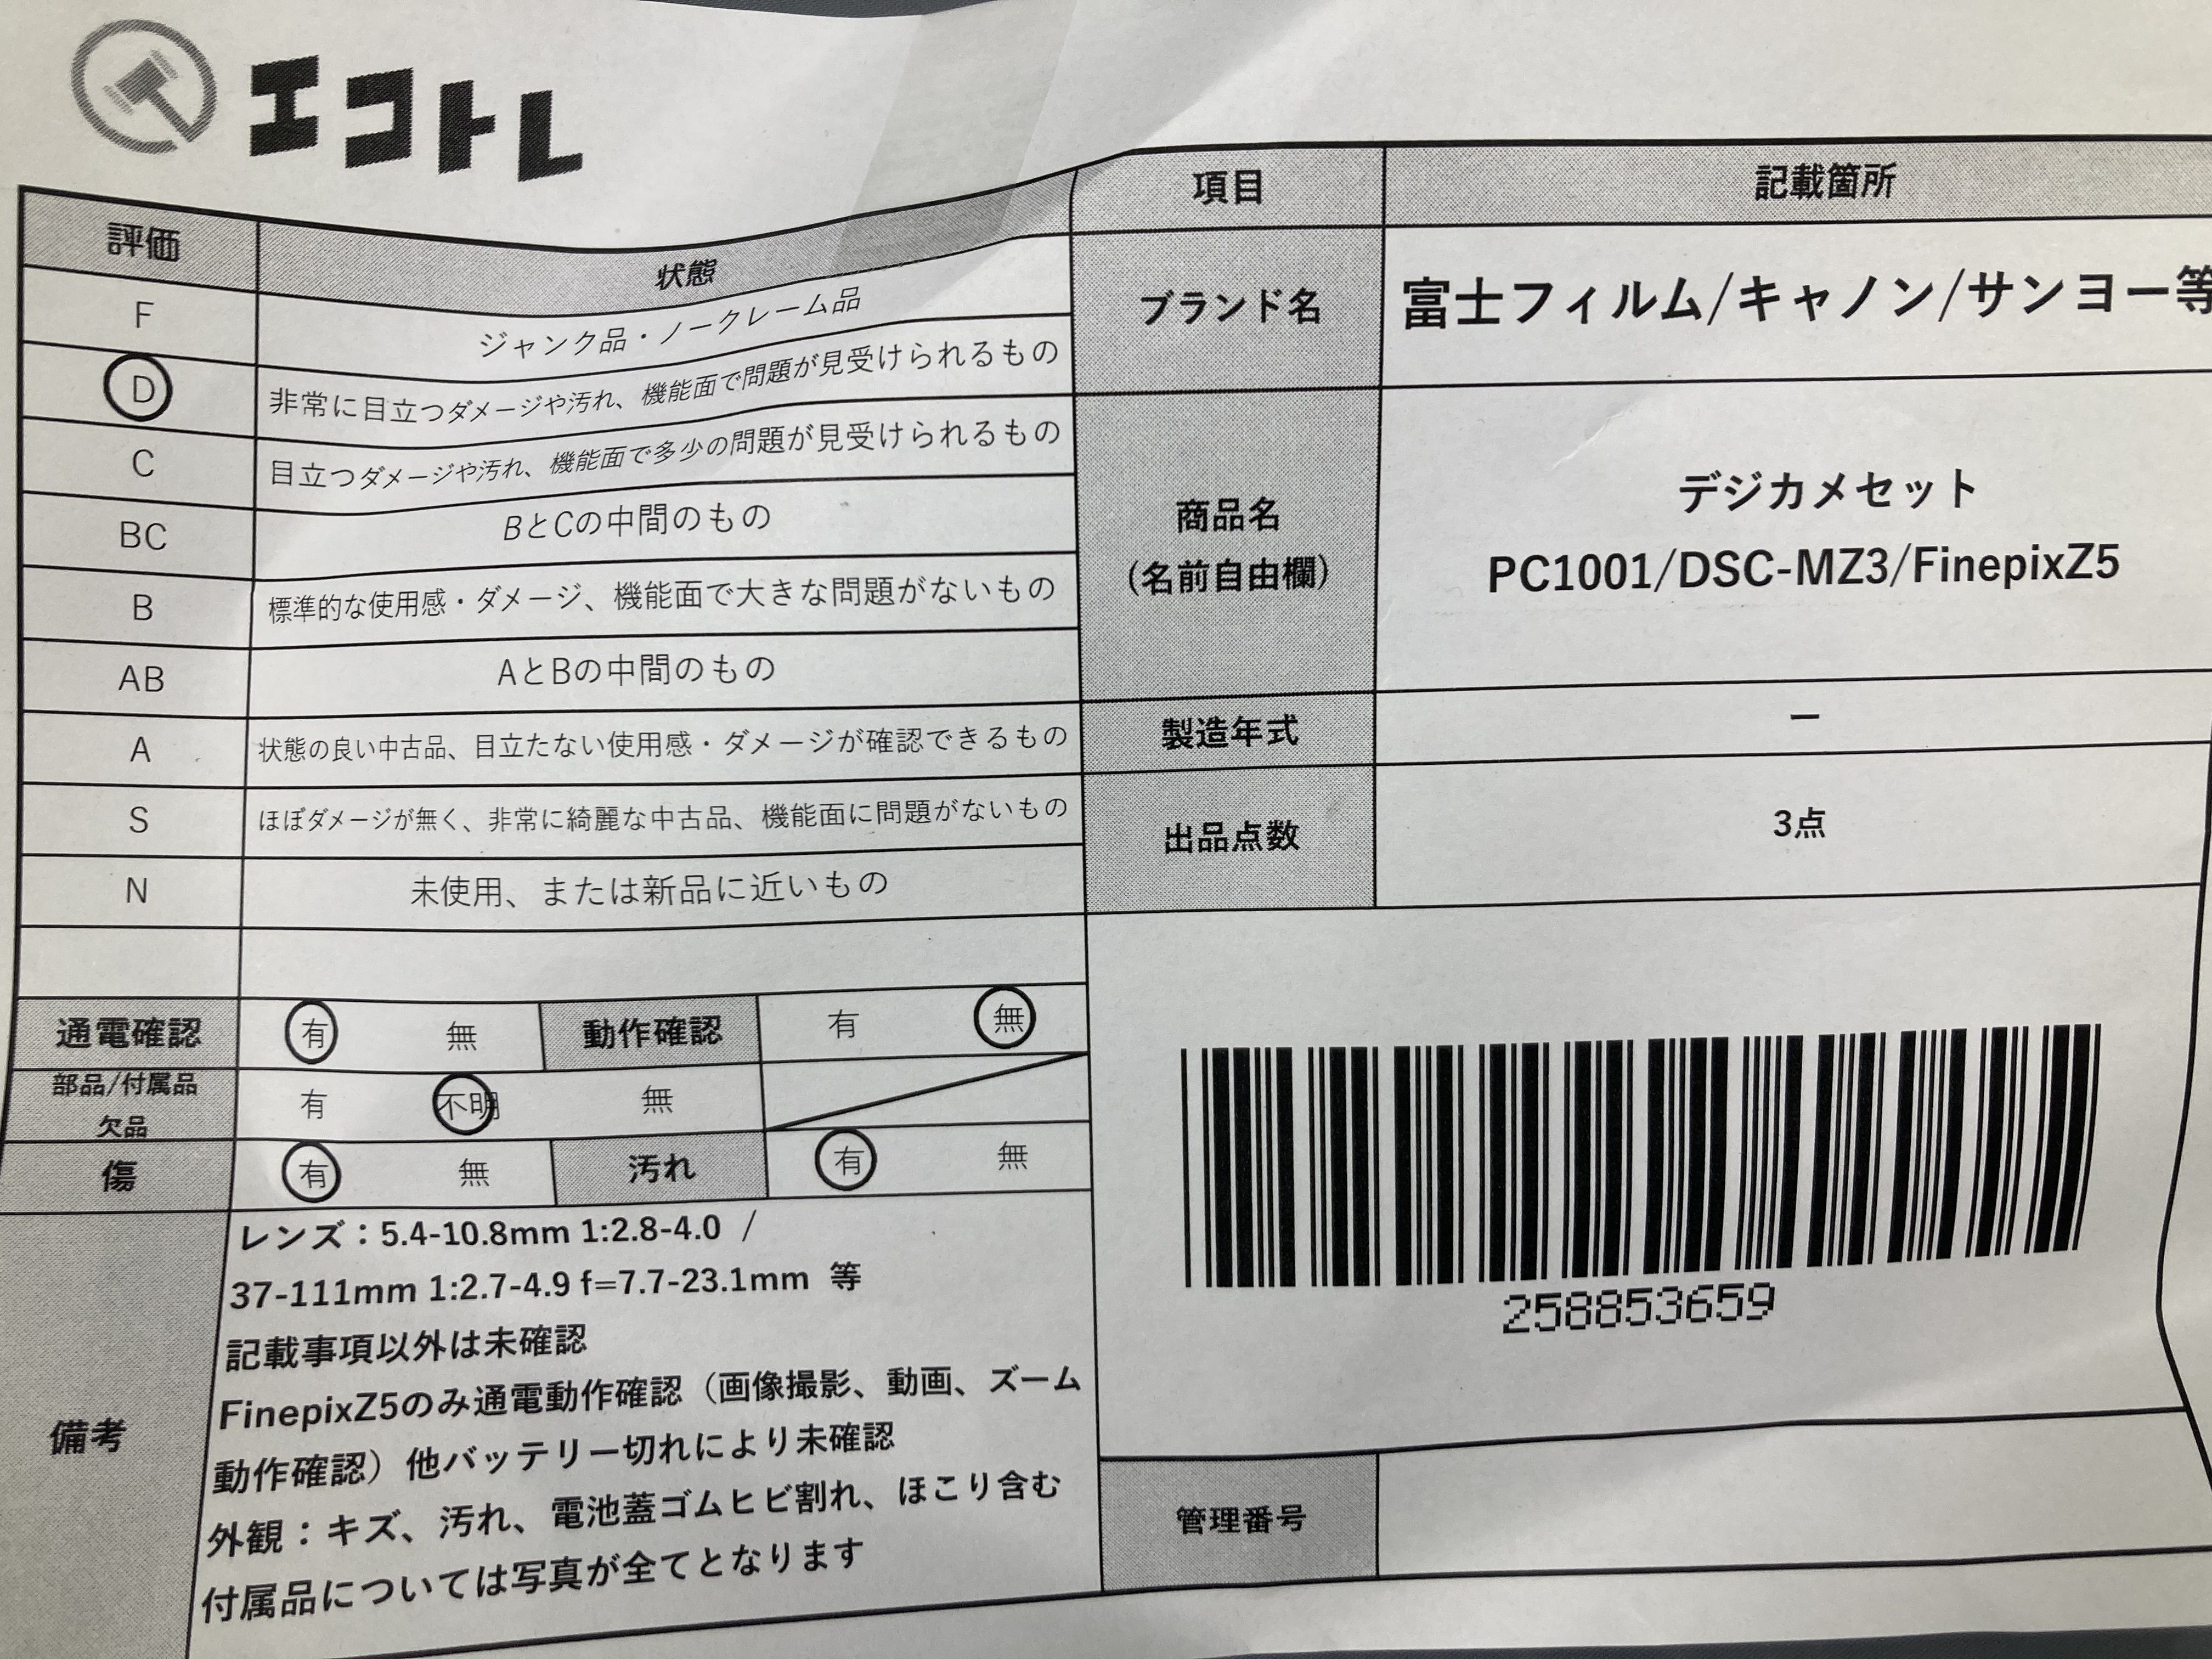 エコトレ
評価 状態
F ジャンク品・ノークレーム品
D 非常に目立つダメージや汚れ、機能面で問題が見受けられるもの
C 目立つダメージや汚れ、機能面で多少の問題が見受けられるもの
BC BとCの中間のもの
B 標準的な使用感・ダメージ、機能面で大きな問題がないもの
AB AとBの中間のもの
A 状態の良い中古品、目立たない使用感・ダメージが確認できるもの
S ほぼダメージが無く、非常に綺麗な中古品、機能面に問題がないもの
N 未使用、または新品に近いもの
通電確認 有 無 動作確認 有 無
部品/付属品
欠品 有 不明 無
傷 有 無 汚れ 有 無
備考
レンズ：5.4-10.8mm 1:2.8-4.0 /
37-111mm 1:2.7-4.9 f=7.7-23.1mm 等
記載事項以外は未確認
FinepixZ5のみ通電動作確認（画像撮影、動画、ズーム
動作確認）他バッテリー切れにより未確認
外観：キズ、汚れ、電池蓋ゴムヒビ割れ、ほこり含む
付属品については写真が全てとなります
項目 記載箇所
ブランド名 富士フィルム/キャノン/サンヨー等
商品名
(名前自由欄)
デジカメセット
PC1001/DSC-MZ3/FinepixZ5
製造年式 ー
出品点数 3点
258853659
管理番号